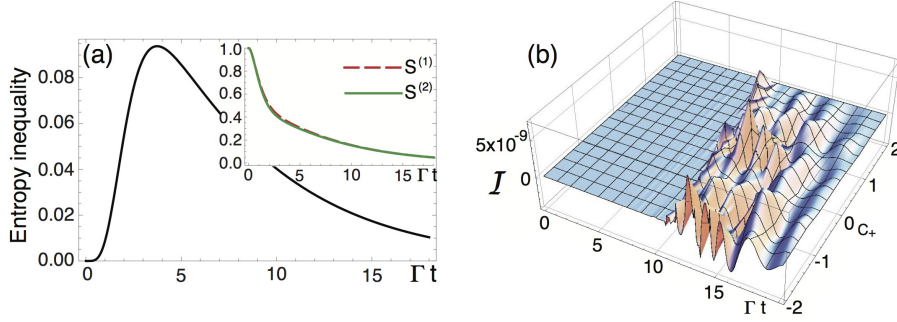 (a)
Entropy inequality
0.08
0.06
0.04
0.02
0.00
0
5
10
15
Γ t
1.0
0.8
0.6
0.4
0.2
0.0
0
5
10
15
Γ t
S(1)
S(2)
(b)
5x10-9
0
I
0
5
10
15
Γ t
2
1
0
C+
-1
-2